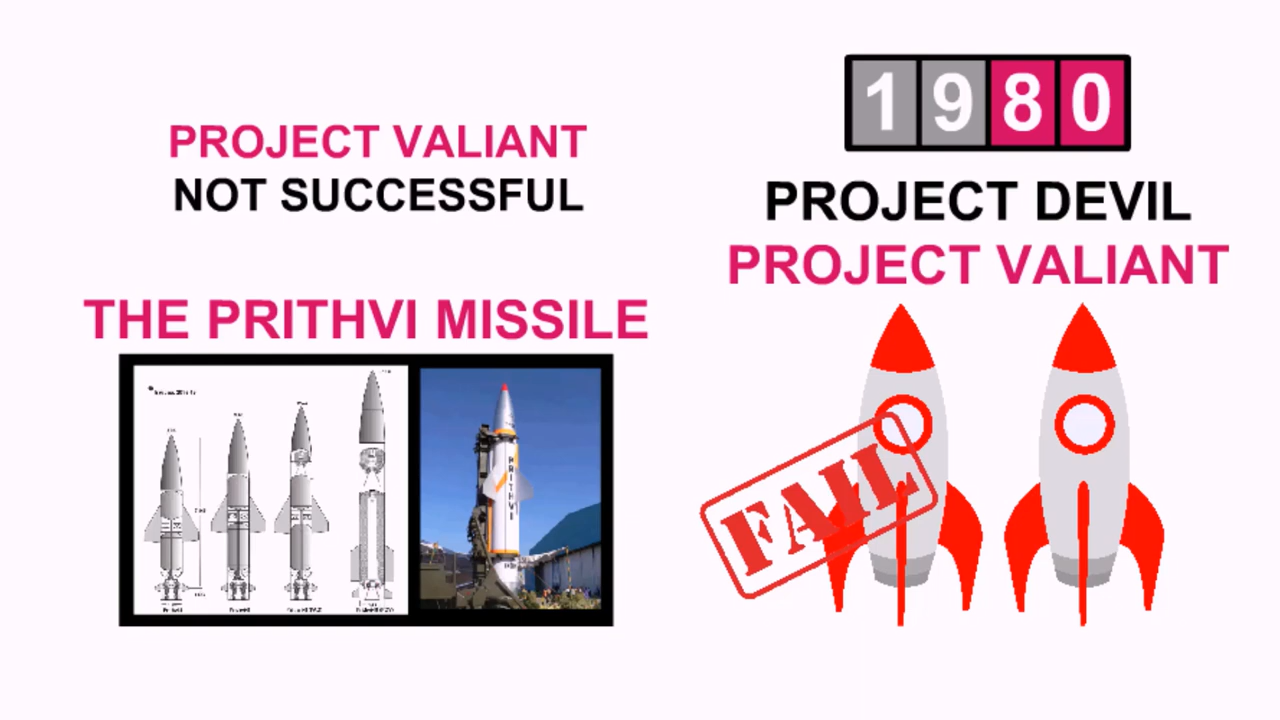 PROJECT VALIANT
NOT SUCCESSFUL
THE PRITHVI MISSILE
PRITHVI
1980
PROJECT DEVIL
PROJECT VALIANT
FAIL